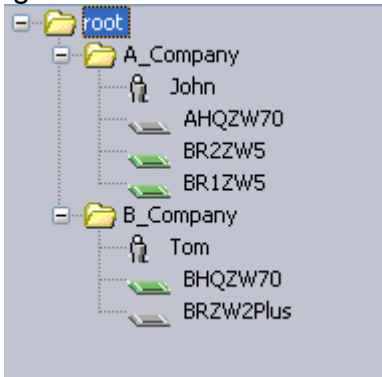 root
A_Company
John
AHQZW70
BR2ZW5
BR1ZW5
B_Company
Tom
BHQZW70
BRZW2Plus